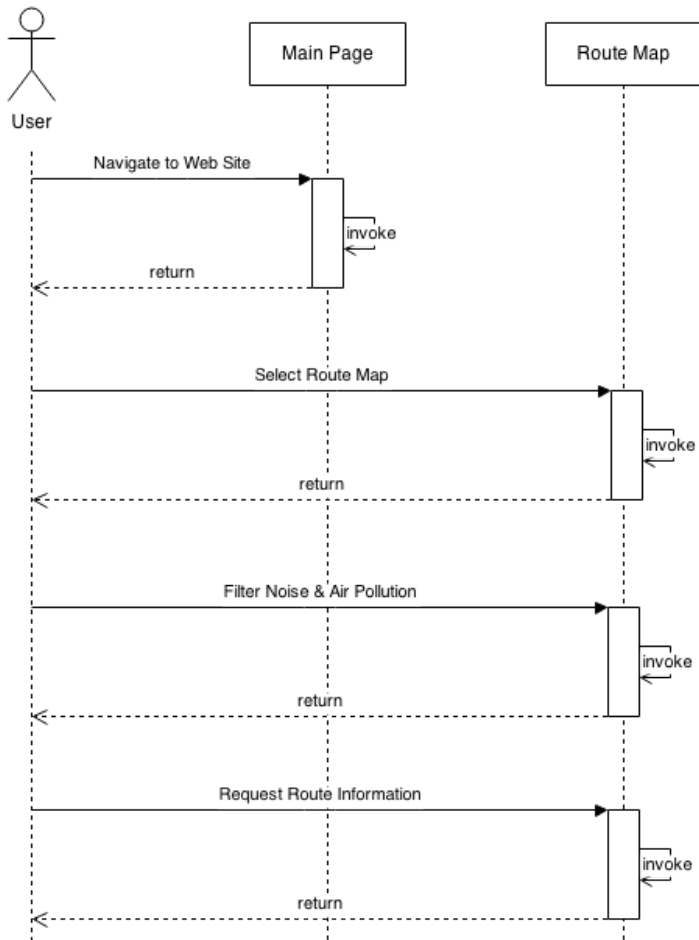 Main Page
Route Map
User
Navigate to Web Site
invoke
return
Select Route Map
invoke
return
Filter Noise & Air Pollution
invoke
return
Request Route Information
invoke
return